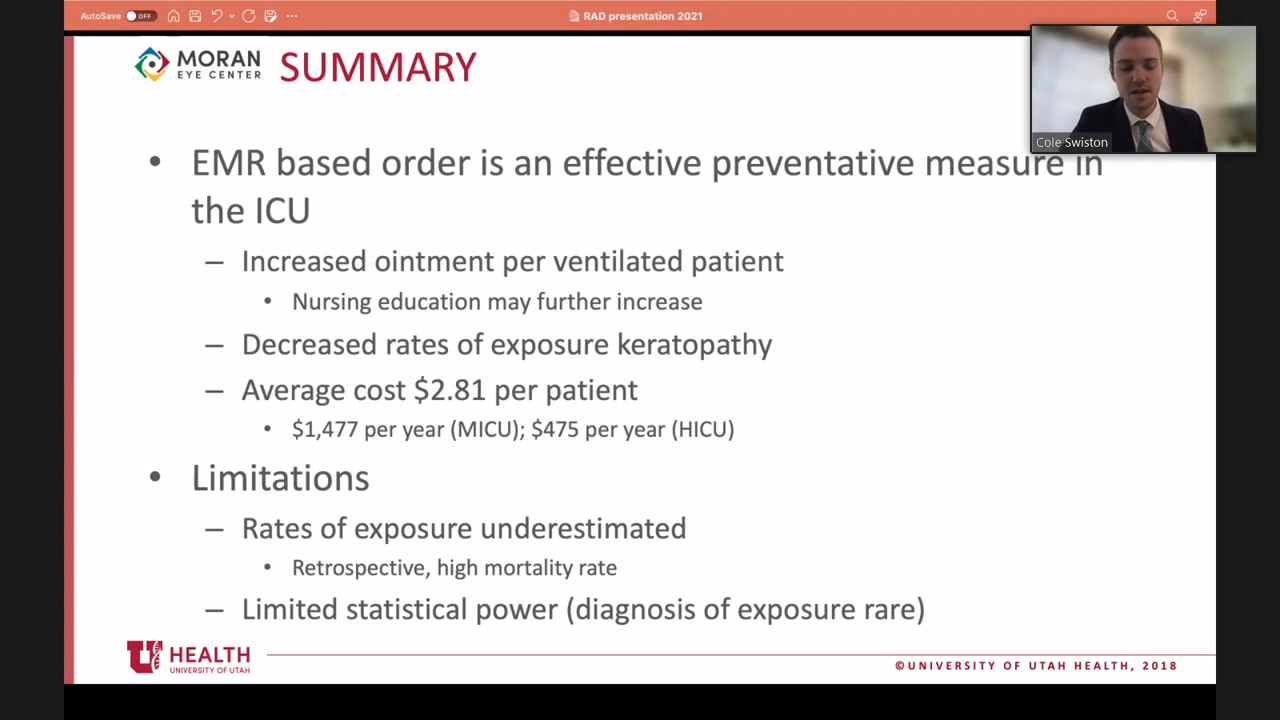 AutoSave OFF
RAD presentation 2021
MORAN
EYE CENTER
SUMMARY
Cole Swiston
• EMR based order is an effective preventative measure in
the ICU
– Increased ointment per ventilated patient
• Nursing education may further increase
– Decreased rates of exposure keratopathy
– Average cost $2.81 per patient
• $1,477 per year (MICU); $475 per year (HICU)
• Limitations
– Rates of exposure underestimated
• Retrospective, high mortality rate
– Limited statistical power (diagnosis of exposure rare)
U HEALTH
UNIVERSITY OF UTAH
©UNIVERSITY OF UTAH HEALTH, 2018